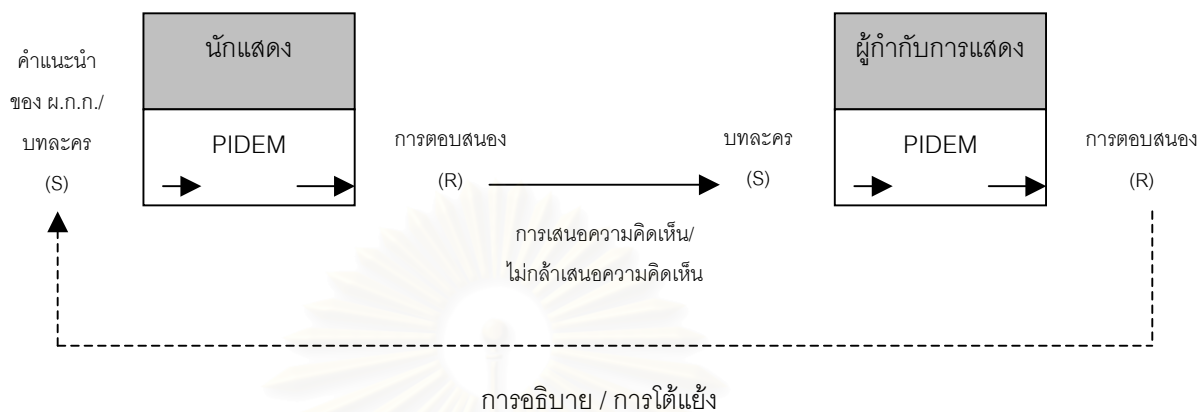 คำแนะนำ
ของ ผ.ก.ก./
บทละคร
(S)
นักแสดง
PIDEM
การตอบสนอง
(R)
การเสนอความคิดเห็น/
ไม่กล้าเสนอความคิดเห็น
บทละคร
(S)
ผู้กำกับการแสดง
PIDEM
การตอบสนอง
(R)
การอธิบาย / การโต้แย้ง